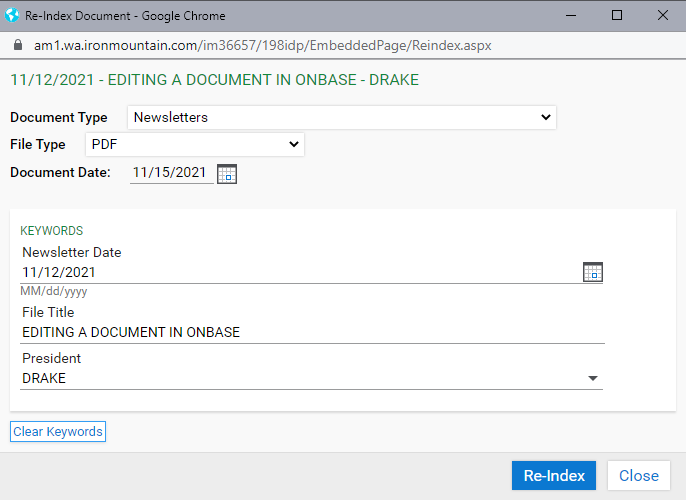 Re-Index Document - Google Chrome
am1.wa.ironmountain.com/im36657/198idp/EmbeddedPage/Reindex.aspx
11/12/2021 - EDITING A DOCUMENT IN ONBASE - DRAKE
Document Type Newsletters
File Type PDF
Document Date: 11/15/2021
KEYWORDS
Newsletter Date
11/12/2021
MM/dd/yyyy
File Title
EDITING A DOCUMENT IN ONBASE
President
DRAKE
Clear Keywords
Re-Index Close